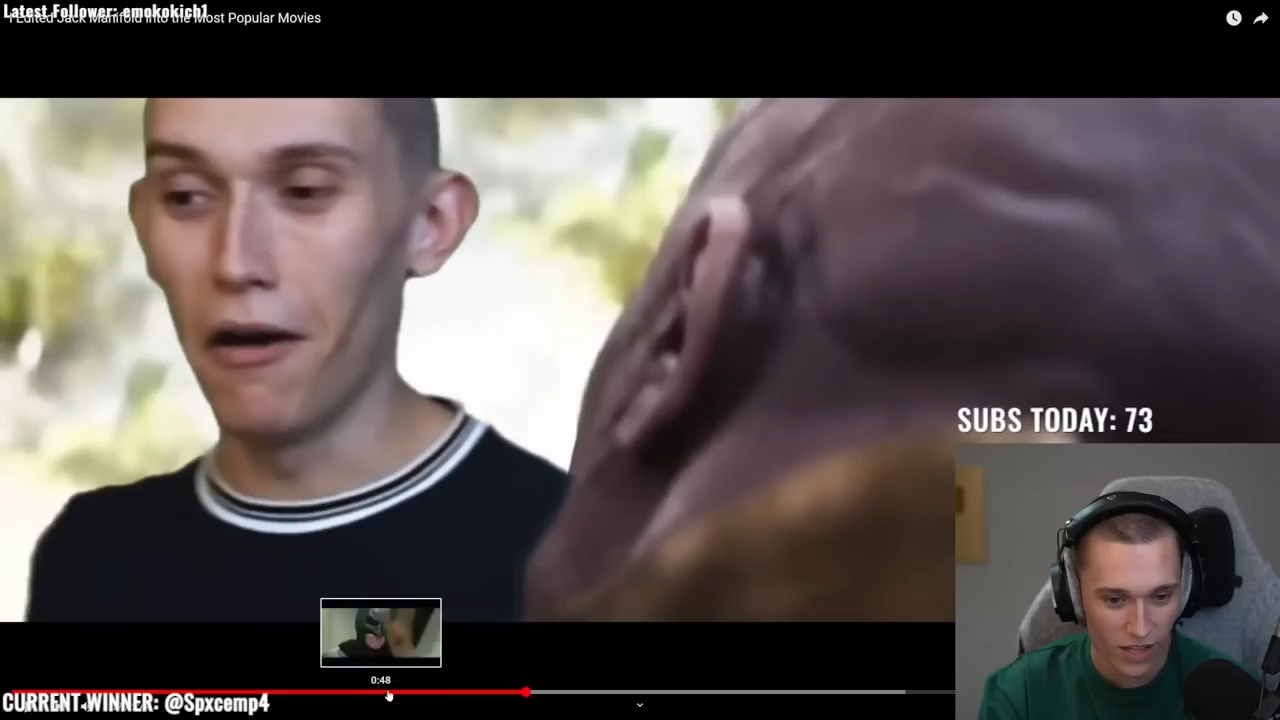 Latest Follower: emokokich1
I Edited Jack Manifold into the Most Popular Movies
SUBS TODAY: 73
0:48
CURRENT WINNER: @Spxcemp4